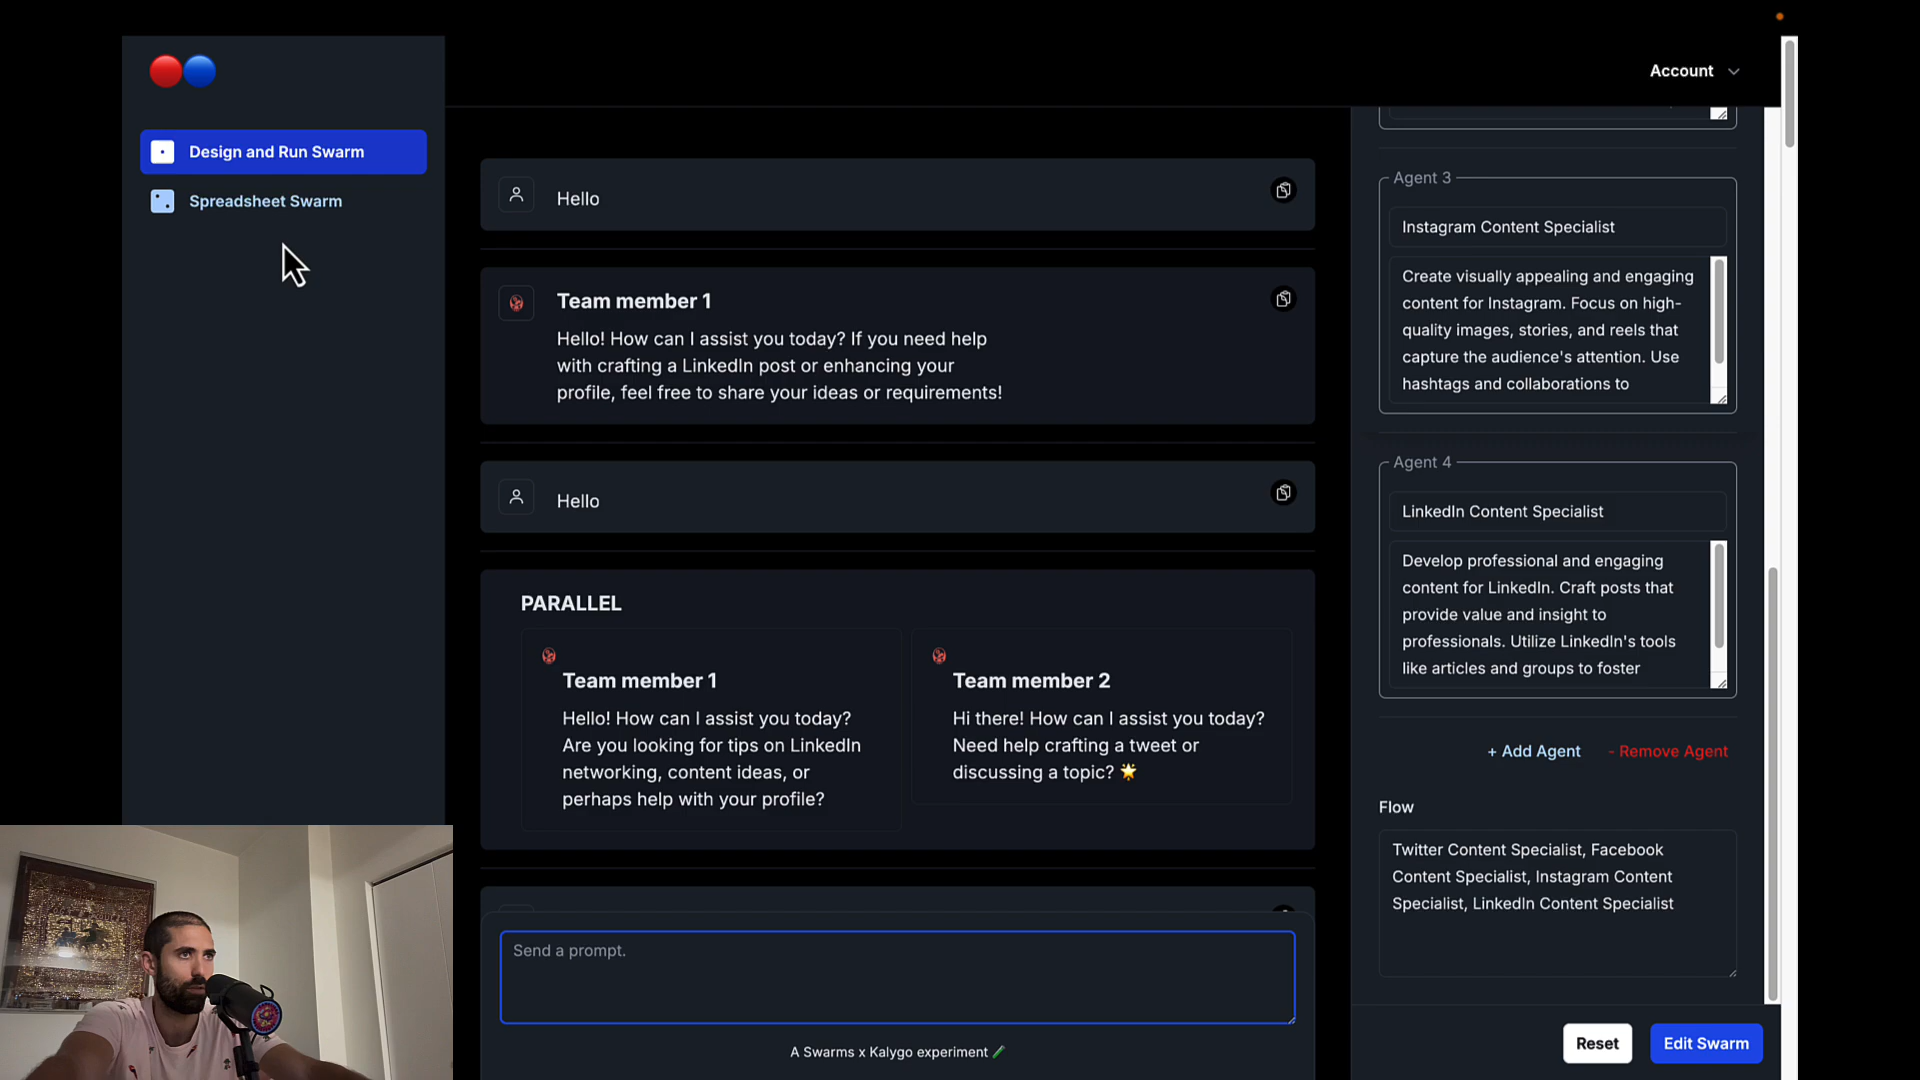 Account
Design and Run Swarm
Spreadsheet Swarm
Hello
Team member 1
Hello! How can I assist you today? If you need help
with crafting a LinkedIn post or enhancing your
profile, feel free to share your ideas or requirements!
Hello
PARALLEL
Team member 1
Hello! How can I assist you today?
Are you looking for tips on LinkedIn
networking, content ideas, or
perhaps help with your profile?
Team member 2
Hi there! How can I assist you today?
Need help crafting a tweet or
discussing a topic? 🌟
Send a prompt.
A Swarms x Kalygo experiment 🧪
Agent 3
Instagram Content Specialist
Create visually appealing and engaging
content for Instagram. Focus on high-
quality images, stories, and reels that
capture the audience's attention. Use
hashtags and collaborations to
Agent 4
LinkedIn Content Specialist
Develop professional and engaging
content for LinkedIn. Craft posts that
provide value and insight to
professionals. Utilize LinkedIn's tools
like articles and groups to foster
+ Add Agent
- Remove Agent
Flow
Twitter Content Specialist, Facebook
Content Specialist, Instagram Content
Specialist, LinkedIn Content Specialist
Reset
Edit Swarm